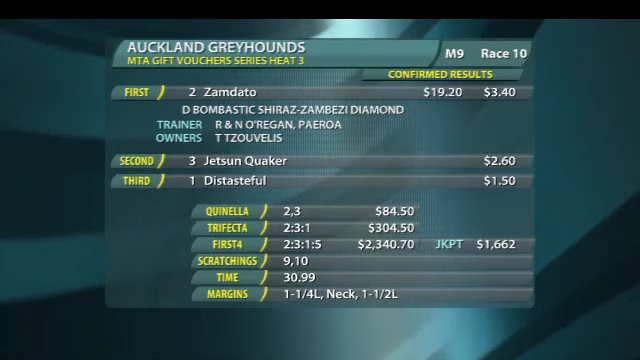 AUCKLAND GREYHOUNDS M9 Race 10
MTA GIFT VOUCHERS SERIES HEAT 3
CONFIRMED RESULTS
FIRST 2 Zamdato $19.20 $3.40
D BOMBASTIC SHIRAZ-ZAMBEZI DIAMOND
TRAINER R & N O'REGAN, PAEROA
OWNERS T TZOUVELIS
SECOND 3 Jetsun Quaker $2.60
THIRD 1 Distasteful $1.50
QUINELLA 2,3 $84.50
TRIFECTA 2:3:1 $304.50
FIRST4 2:3:1:5 $2,340.70 JKPT $1,662
SCRATCHINGS 9,10
TIME 30.99
MARGINS 1-1/4L, Neck, 1-1/2L